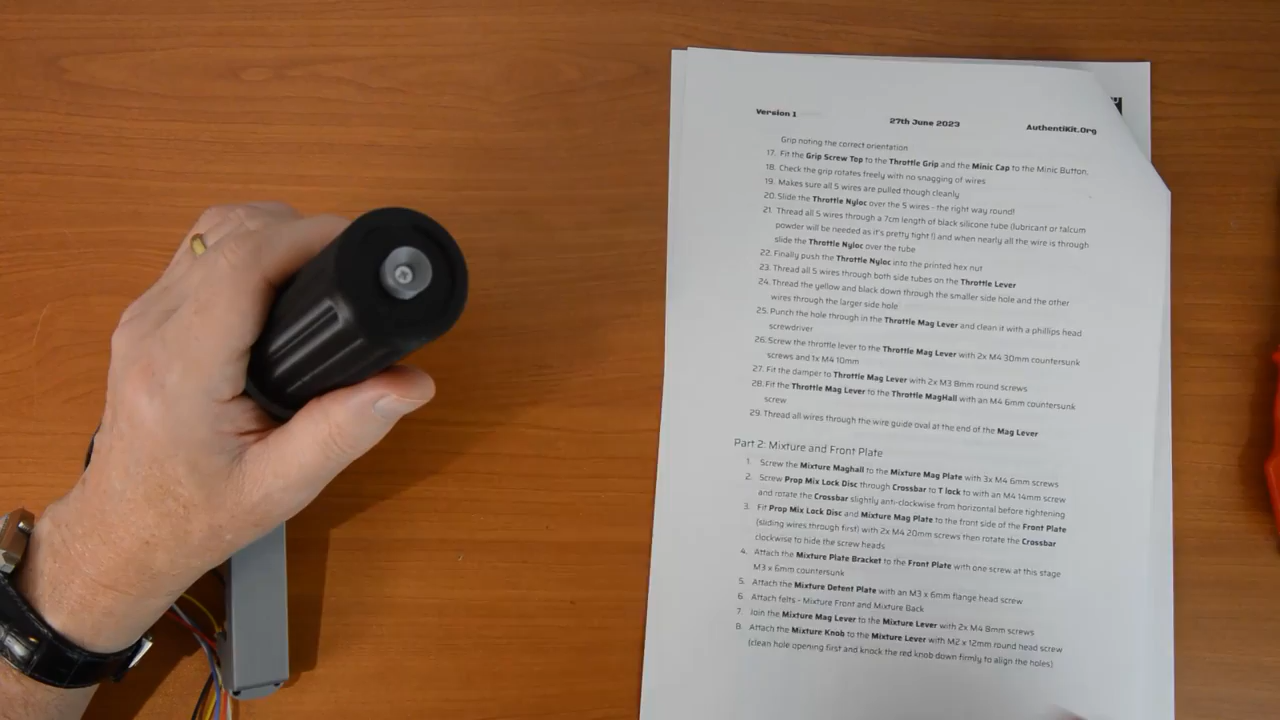 Version 1
27th June 2023
AuthentiKit.Org
Grip noting the correct orientation
17. Fit the Grip Screw Top to the Throttle Grip and the Minic Cap to the Minic Button.
18. Check the grip rotates freely with no snagging of wires
19. Makes sure all 5 wires are pulled though cleanly
20. Slide the Throttle Nyloc over the 5 wires - the right way round!
21. Thread all 5 wires through a 7cm length of black silicone tube (lubricant or talcum
powder will be needed as it's pretty tight !) and when nearly all the wire is through
slide the Throttle Nyloc over the tube
22. Finally push the Throttle Nyloc into the printed hex nut
23. Thread all 5 wires through both side tubes on the Throttle Lever
24. Thread the yellow and black down through the smaller side hole and the other
wires through the larger side hole
25. Punch the hole through in the Throttle Mag Lever and clean it with a phillips head
screwdriver
26. Screw the throttle lever to the Throttle Mag Lever with 2x M4 30mm countersunk
screws and 1x M4 10mm
27. Fit the damper to Throttle Mag Lever with 2x M3 8mm round screws
28. Fit the Throttle Mag Lever to the Throttle MagHall with an M4 6mm countersunk
screw
29. Thread all wires through the wire guide oval at the end of the Mag Lever
Part 2: Mixture and Front Plate
1. Screw the Mixture Maghall to the Mixture Mag Plate with 3x M4 6mm screws
2. Screw Prop Mix Lock Disc through Crossbar to T lock to with an M4 14mm screw
and rotate the Crossbar slightly anti-clockwise from horizontal before tightening
3. Fit Prop Mix Lock Disc and Mixture Mag Plate to the front side of the Front Plate
(sliding wires through first) with 2x M4 20mm screws then rotate the Crossbar
clockwise to hide the screw heads
4. Attach the Mixture Plate Bracket to the Front Plate with one screw at this stage
M3 x 6mm countersunk
5. Attach the Mixture Detent Plate with an M3 x 6mm flange head screw
6. Attach felts - Mixture Front and Mixture Back
7. Join the Mixture Mag Lever to the Mixture Lever with 2x M4 8mm screws
8. Attach the Mixture Knob to the Mixture Lever with M2 x 12mm round head screw
(clean hole opening first and knock the red knob down firmly to align the holes)